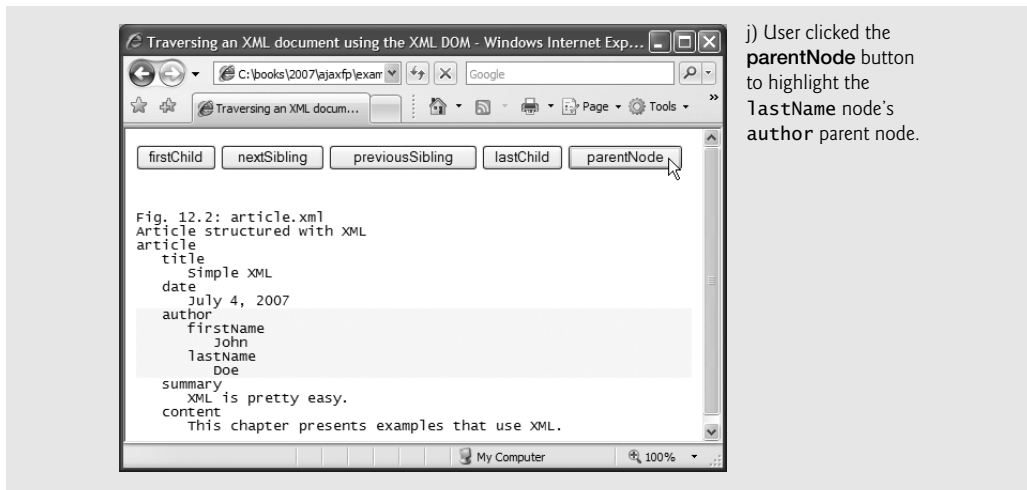 Traversing an XML document using the XML DOM - Windows Internet Exp...
C:\books\2007\ajaxfp\exam
Google
Traversing an XML docum...
Page
Tools
»
firstChild nextSibling previousSibling lastChild parentNode
Fig. 12.2: article.xml
Article structured with XML
article
title
Simple XML
date
July 4, 2007
author
firstName
John
lastName
Doe
summary
XML is pretty easy.
content
This chapter presents examples that use XML.
My Computer
100%
j) User clicked the
parentNode button
to highlight the
lastName node's
author parent node.